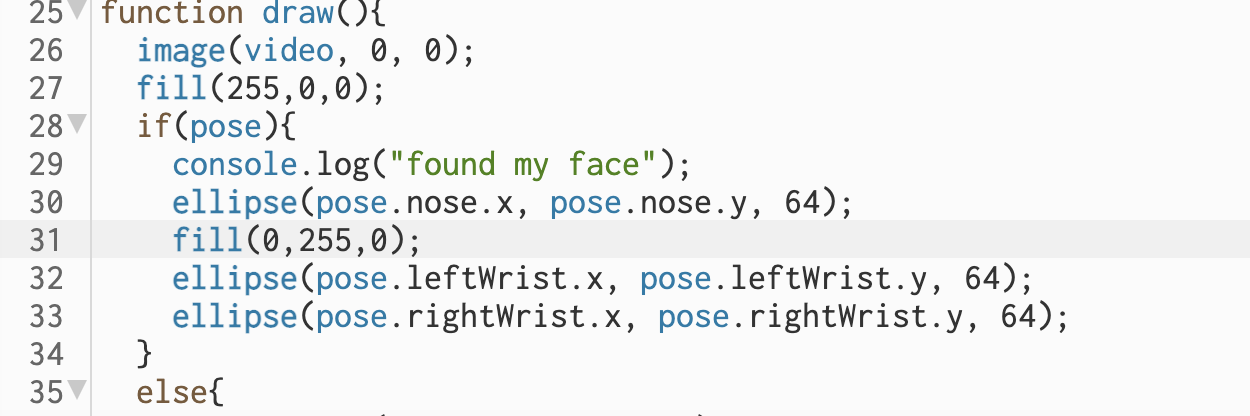 25 function draw(){
26 image(video, 0, 0);
27 fill(255,0,0);
28 if(pose){
29 console.log("found my face");
30 ellipse(pose.nose.x, pose.nose.y, 64);
31 fill(0,255,0);
32 ellipse(pose.leftWrist.x, pose.leftWrist.y, 64);
33 ellipse(pose.rightWrist.x, pose.rightWrist.y, 64);
34 }
35 else{